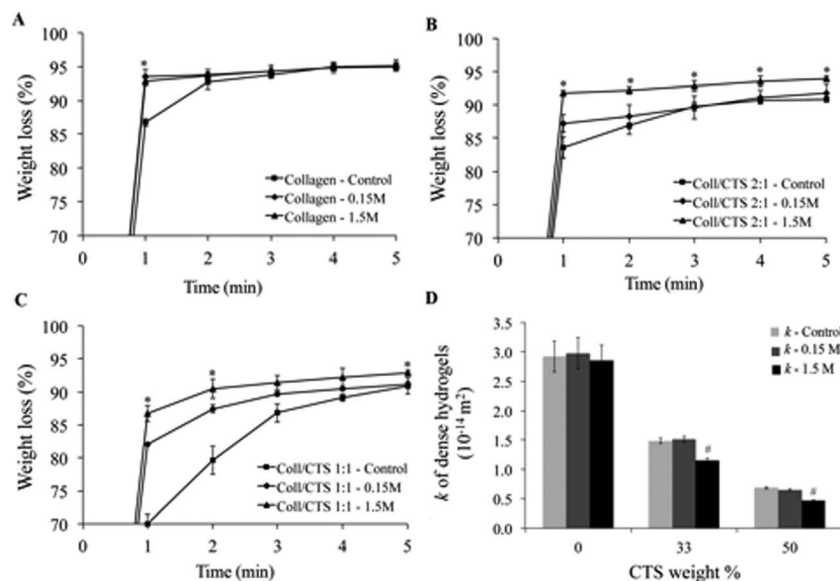 A
Weight loss (%)
100
95
90
85
80
75
70
*
Collagen - Control
Collagen - 0.15M
Collagen - 1.5M
0 1 2 3 4 5
Time (min)
B
Weight loss (%)
100
95
90
85
80
75
70
* * * * *
Coll/CTS 2:1 - Control
Coll/CTS 2:1 - 0.15M
Coll/CTS 2:1 - 1.5M
0 1 2 3 4 5
Time (min)
C
Weight loss (%)
100
95
90
85
80
75
70
* * *
Coll/CTS 1:1 - Control
Coll/CTS 1:1 - 0.15M
Coll/CTS 1:1 - 1.5M
0 1 2 3 4 5
Time (min)
D
k of dense hydrogels
(10⁻¹⁴ m²)
3.5
3.0
2.5
2.0
1.5
1.0
0.5
0.0
k - Control
k - 0.15 M
k - 1.5 M
# #
0 33 50
CTS weight %